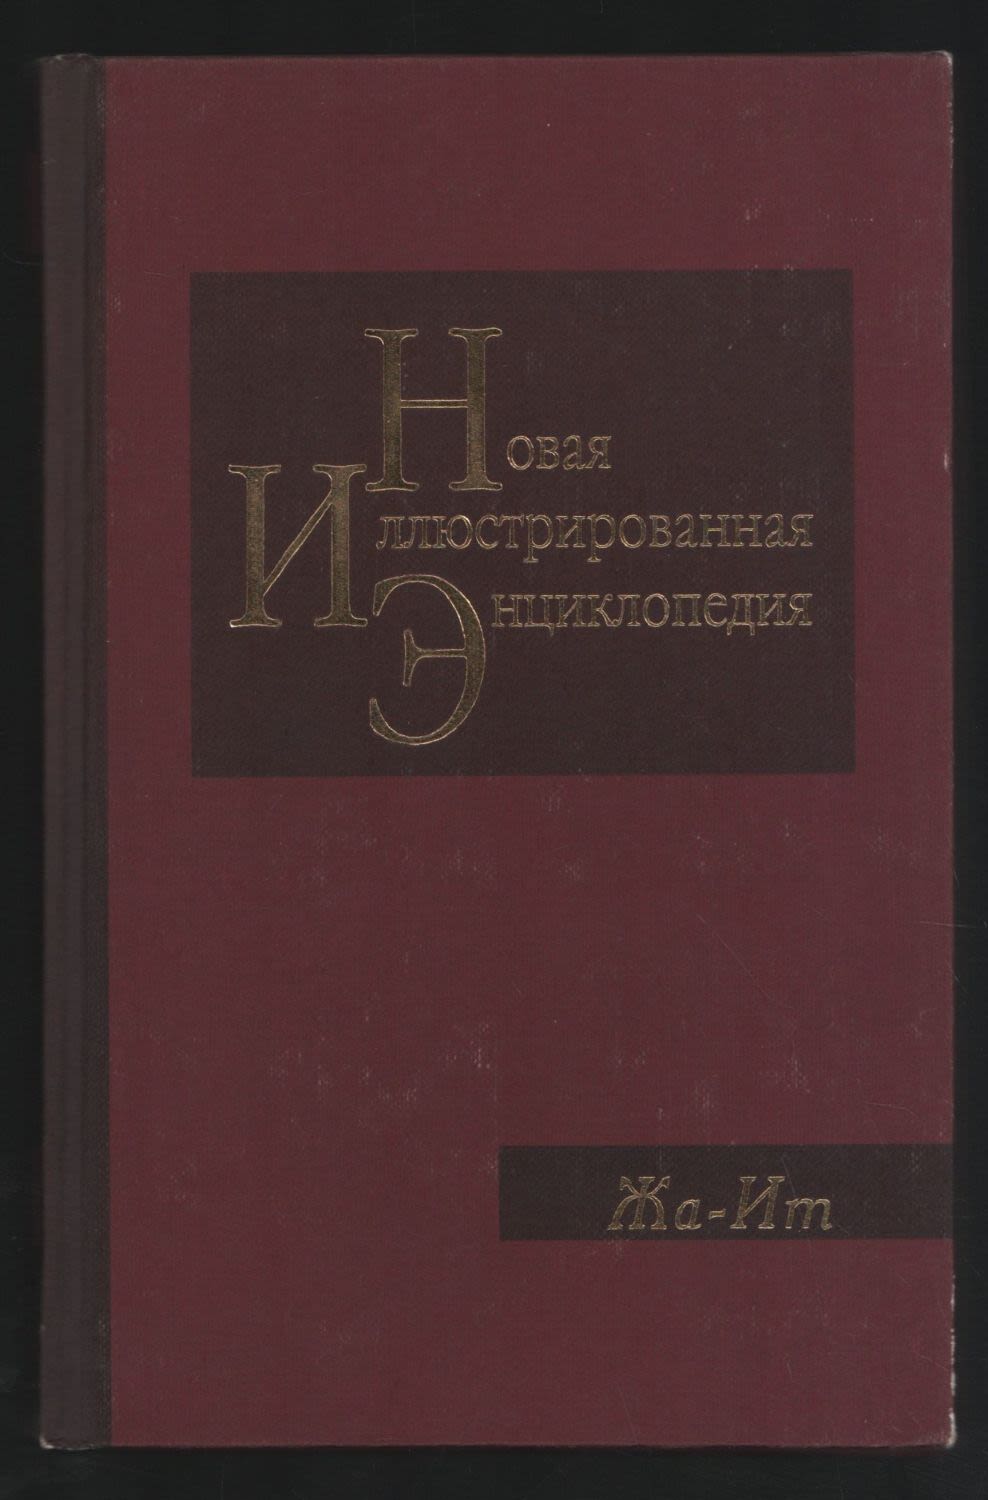 Новая
Иллюстрированная
Энциклопедия
Жа-Ит